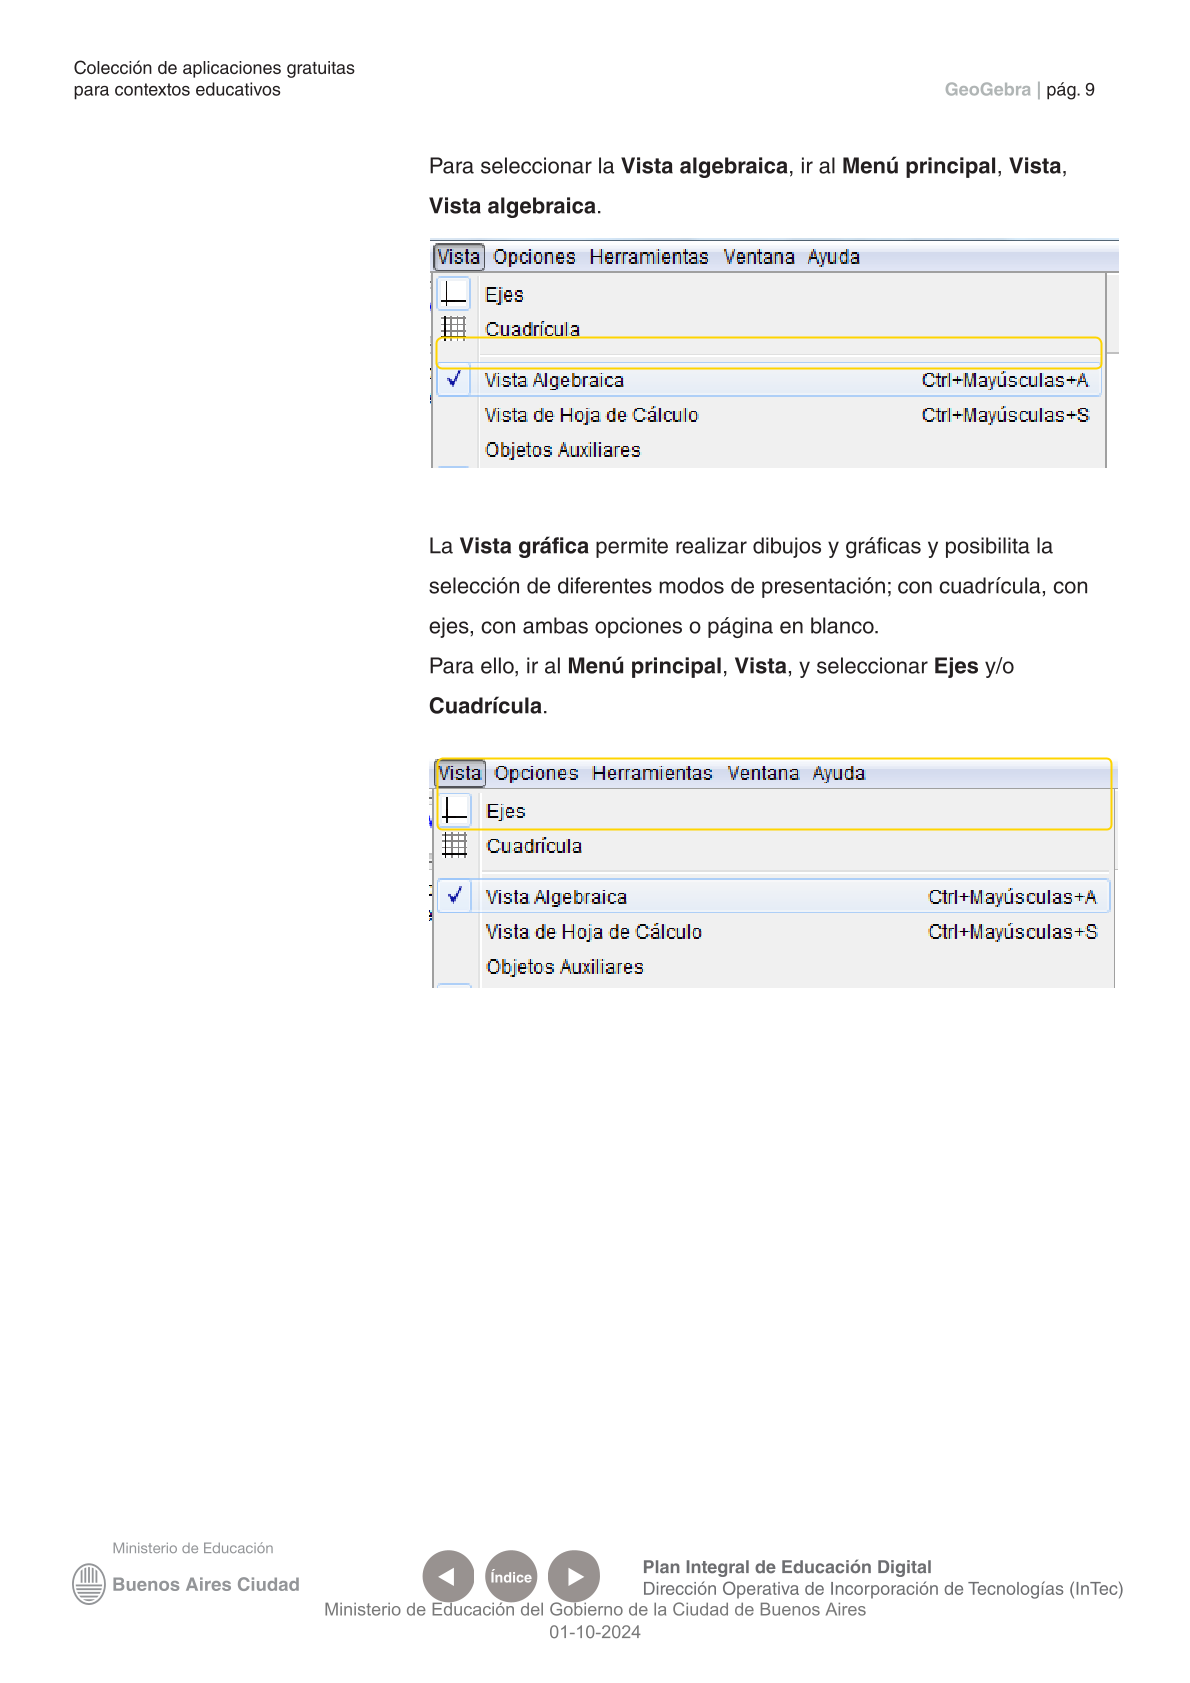 Colección de aplicaciones gratuitas
para contextos educativos
GeoGebra | pág. 9
Para seleccionar la Vista algebraica, ir al Menú principal, Vista,
Vista algebraica.
Vista Opciones Herramientas Ventana Ayuda
Ejes
Cuadrícula
Vista Algebraica Ctrl+Mayúsculas+A
Vista de Hoja de Cálculo Ctrl+Mayúsculas+S
Objetos Auxiliares
La Vista gráfica permite realizar dibujos y gráficas y posibilita la
selección de diferentes modos de presentación; con cuadrícula, con
ejes, con ambas opciones o página en blanco.
Para ello, ir al Menú principal, Vista, y seleccionar Ejes y/o
Cuadrícula.
Vista Opciones Herramientas Ventana Ayuda
Ejes
Cuadrícula
Vista Algebraica Ctrl+Mayúsculas+A
Vista de Hoja de Cálculo Ctrl+Mayúsculas+S
Objetos Auxiliares
Ministerio de Educación
Buenos Aires Ciudad
Índice
Plan Integral de Educación Digital
Dirección Operativa de Incorporación de Tecnologías (InTec)
Ministerio de Educación del Gobierno de la Ciudad de Buenos Aires
01-10-2024